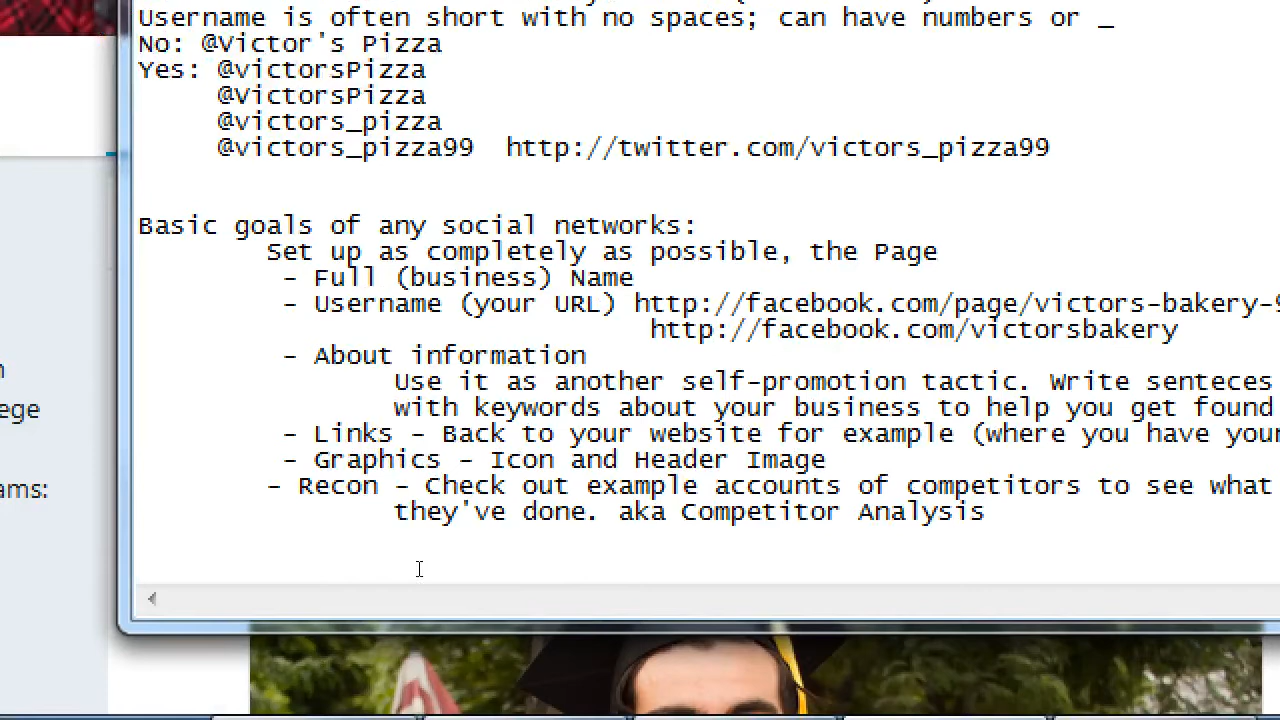 Username is often short with no spaces; can have numbers or _
No: @Victor's Pizza
Yes: @victorsPizza
@VictorsPizza
@victors_pizza
@victors_pizza99 http://twitter.com/victors_pizza99
Basic goals of any social networks:
Set up as completely as possible, the Page
- Full (business) Name
- Username (your URL) http://facebook.com/page/victors-bakery-9
http://facebook.com/victorsbakery
- About information
Use it as another self-promotion tactic. Write senteces
with keywords about your business to help you get found
- Links - Back to your website for example (where you have your
- Graphics - Icon and Header Image
- Recon - Check out example accounts of competitors to see what
they've done. aka Competitor Analysis
ege
ams: